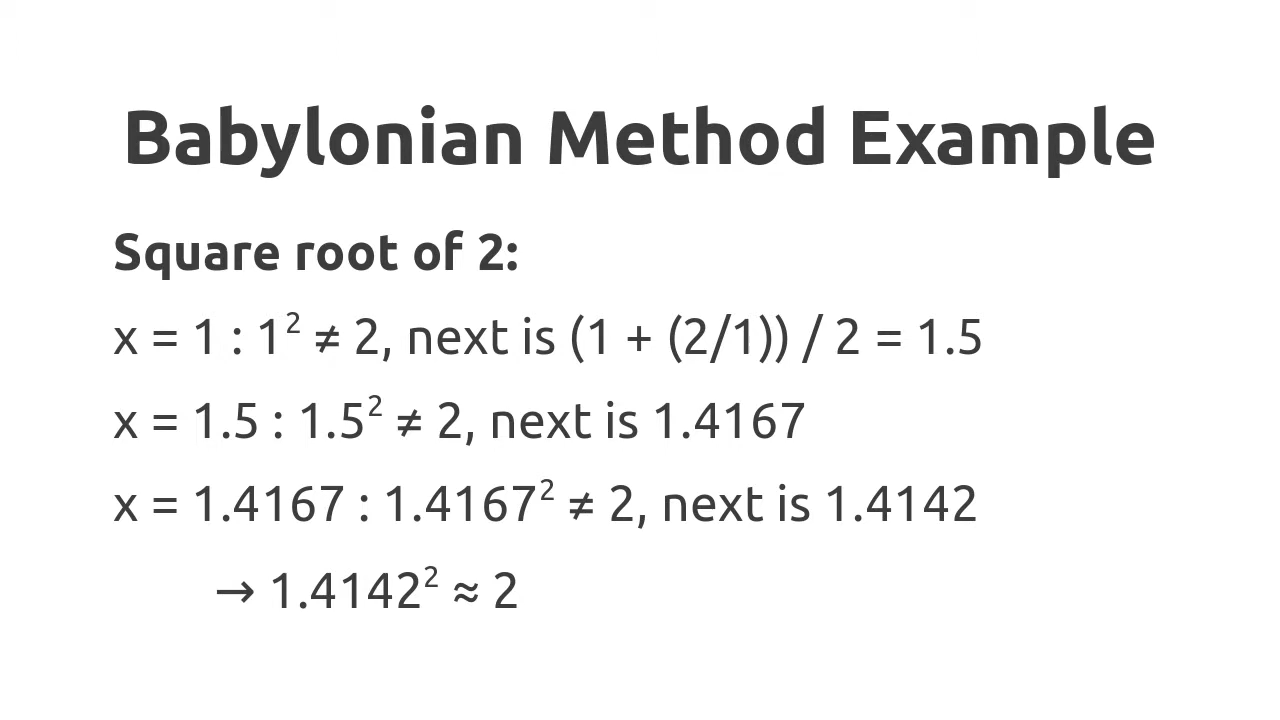 Babylonian Method Example
Square root of 2:
x = 1 : 1² ≠ 2, next is (1 + (2/1)) / 2 = 1.5
x = 1.5 : 1.5² ≠ 2, next is 1.4167
x = 1.4167 : 1.4167² ≠ 2, next is 1.4142
→ 1.4142² ≈ 2